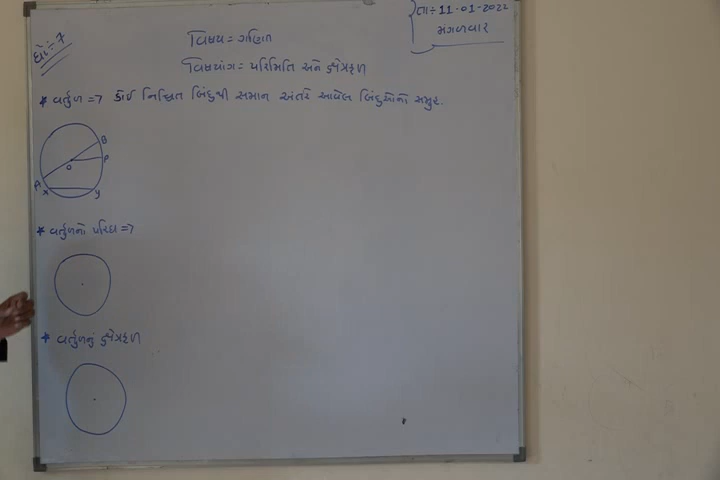 ધો÷7
તા÷11-01-2022
મંગળવાર
વિષય = ગણિત
વિષયાંગ = પરિમિતિ અને ક્ષેત્રફળ
* વર્તુળ => કોઈ નિશ્ચિત બિંદુથી સમાન અંતરે આવેલ બિંદુઓનો સમુહ.
B
O
P
A
X
Y
* વર્તુળનો પરિઘ =>
* વર્તુળનું ક્ષેત્રફળ